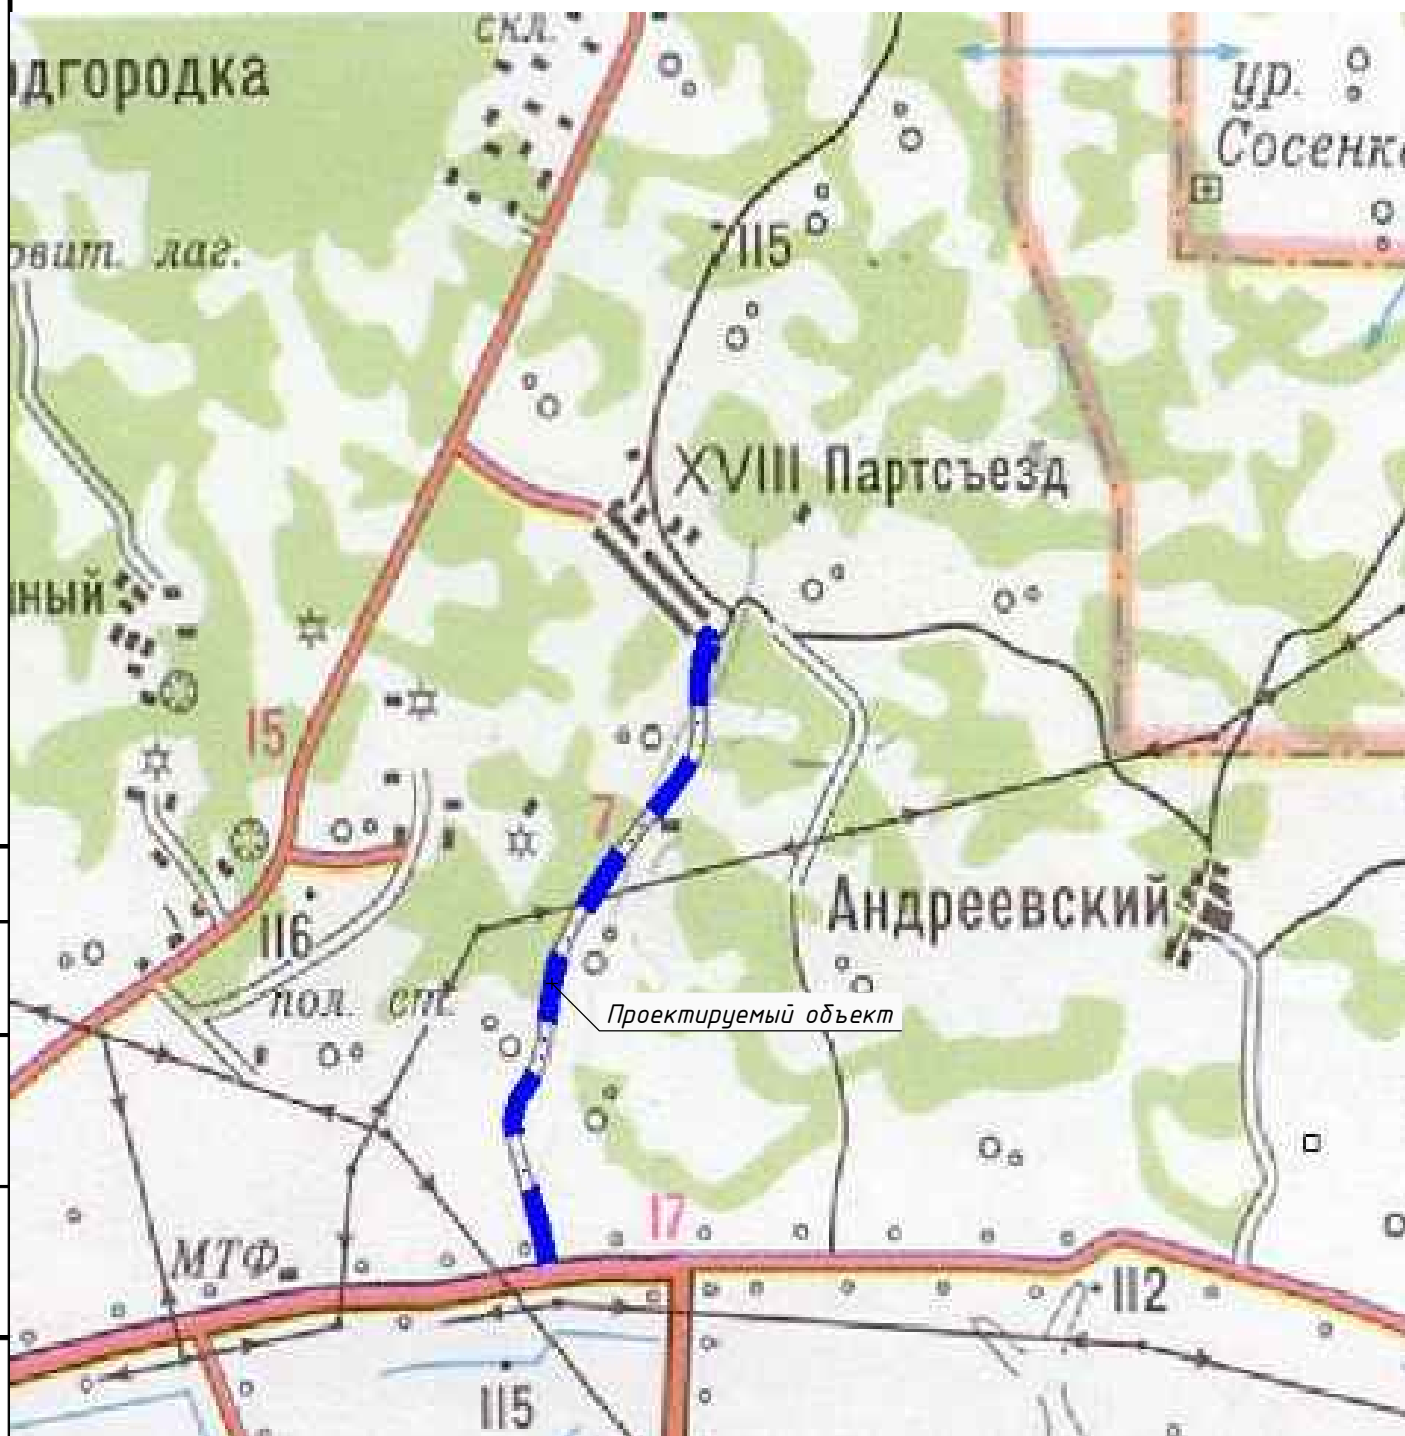 скл.
дгородка
ур.
Сосенк
овит. лаг.
115
XVIII Партсъезд
ный
15
7
Андреевский
116
пол. ст.
Проектируемый объект
17
МТФ
112
115